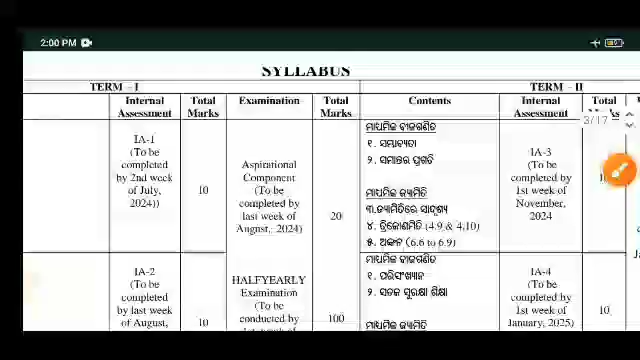 2:00 PM
SYLLABUS
TERM - I
TERM - II
Internal Assessment
Total Marks
Examination
Total Marks
Contents
Internal Assessment
Total Marks
3/17
IA-1
(To be
completed
by 2nd week
of July,
2024))
10
Aspirational
Component
(To be
completed by
last week of
August, 2024)
20
ମାଧ୍ୟମିକ ବୀଜଗଣିତ
୧. ସମ୍ଭାବ୍ୟତା
୨. ସମାନ୍ତର ପ୍ରଗତି
ମାଧ୍ୟମିକ ଜ୍ୟାମିତି
୩.ଜ୍ୟାମିତିରେ ସାଦୃଶ୍ୟ
୪. ତ୍ରିକୋଣମିତି (4.9 & 4.10)
୫. ଅଙ୍କନ (6.6 to 6.9)
IA-3
(To be
completed by
1st week of
November,
2024
IA-2
(To be
completed
by last week
of August,
10
HALFYEARLY
Examination
(To be
conducted by
100
ମାଧ୍ୟମିକ ବୀଜଗଣିତ
୧. ପରିସଂଖ୍ୟାନ
୨. ସଡକ ସୁରକ୍ଷା ଶିକ୍ଷା
ମାଧ୍ୟମିକ ଜ୍ୟାମିତି
IA-4
(To be
completed by
1st week of
January, 2025)
10